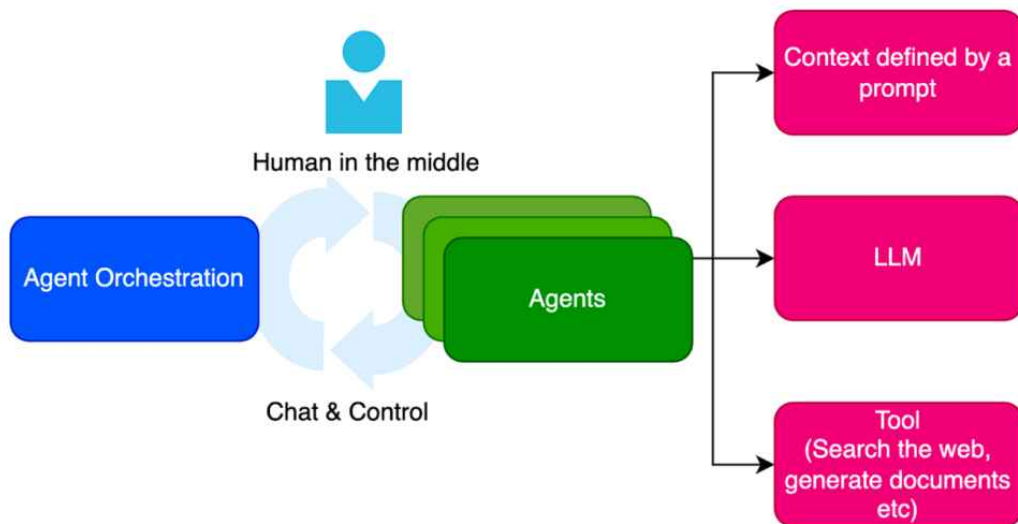 Human in the middle
Agent Orchestration
Agents
Chat & Control
Context defined by a
prompt
LLM
Tool
(Search the web,
generate documents
etc)